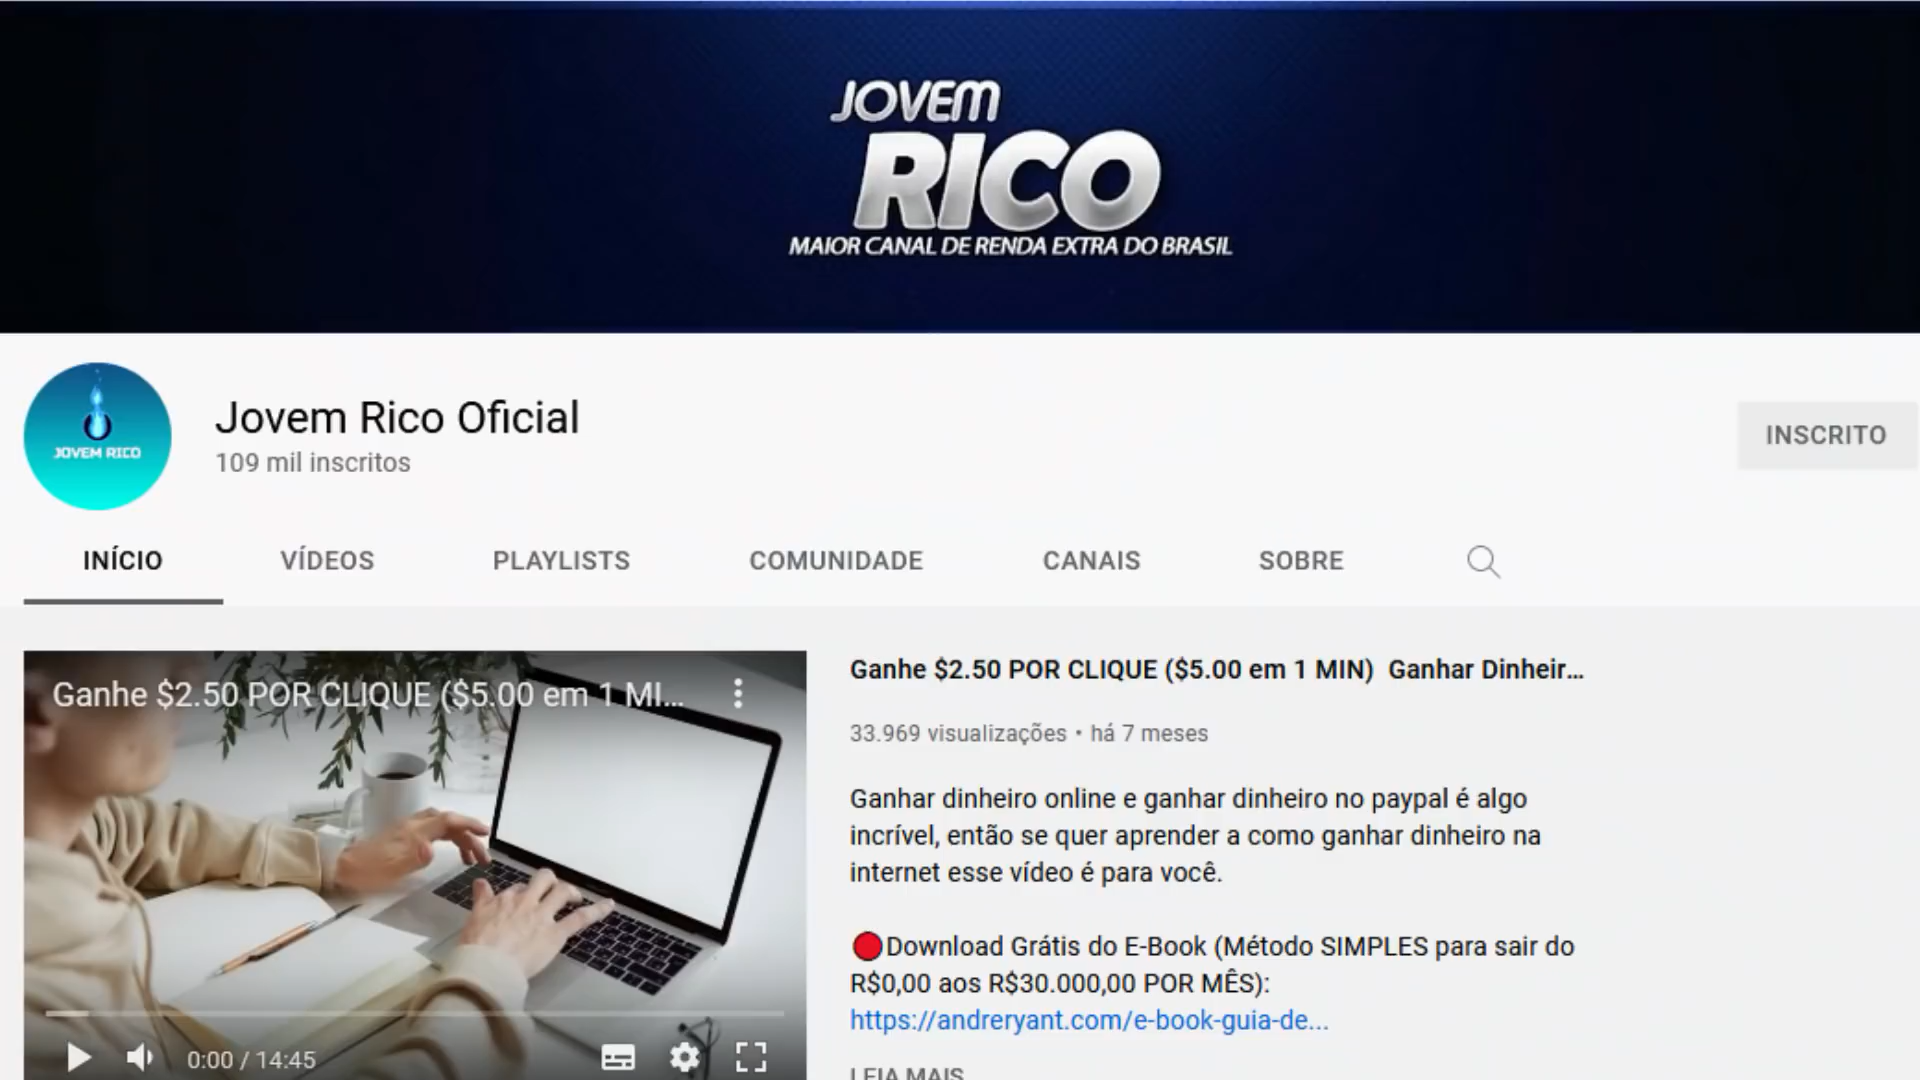 JOVEM
RICO
MAIOR CANAL DE RENDA EXTRA DO BRASIL
JOVEM RICO
Jovem Rico Oficial
109 mil inscritos
INSCRITO
INÍCIO
VÍDEOS
PLAYLISTS
COMUNIDADE
CANAIS
SOBRE
Ganhe $2.50 POR CLIQUE ($5.00 em 1 MI...
0:00 / 14:45
Ganhe $2.50 POR CLIQUE ($5.00 em 1 MIN) Ganhar Dinheir...
33.969 visualizações • há 7 meses
Ganhar dinheiro online e ganhar dinheiro no paypal é algo
incrível, então se quer aprender a como ganhar dinheiro na
internet esse vídeo é para você.
🔴Download Grátis do E-Book (Método SIMPLES para sair do
R$0,00 aos R$30.000,00 POR MÊS):
https://andreryant.com/e-book-guia-de...
LEIA MAIS